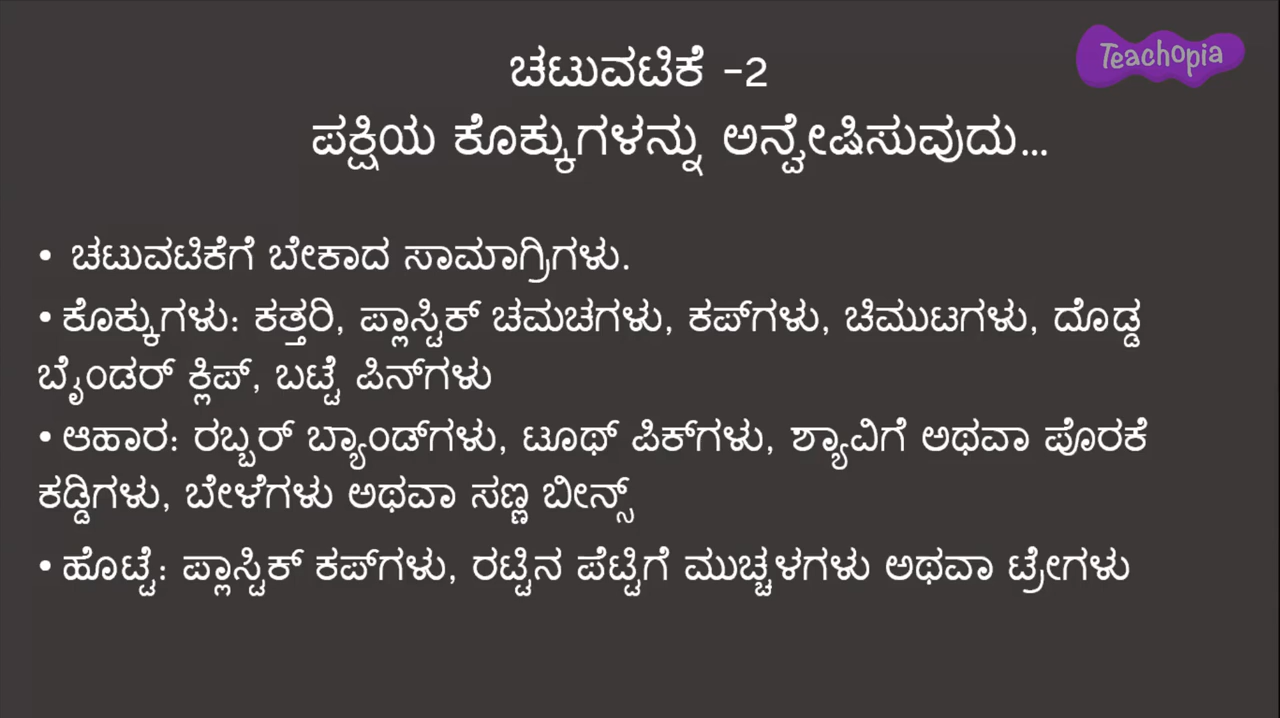 Teachopia
ಚಟುವಟಿಕೆ -2
ಪಕ್ಷಿಯ ಕೊಕ್ಕುಗಳನ್ನು ಅನ್ವೇಷಿಸುವುದು...
• ಚಟುವಟಿಕೆಗೆ ಬೇಕಾದ ಸಾಮಾಗ್ರಿಗಳು.
• ಕೊಕ್ಕುಗಳು: ಕತ್ತರಿ, ಪ್ಲಾಸ್ಟಿಕ್ ಚಮಚಗಳು, ಕಪ್‌ಗಳು, ಚಿಮುಟಗಳು, ದೊಡ್ಡ
ಬೈಂಡರ್ ಕ್ಲಿಪ್, ಬಟ್ಟೆ ಪಿನ್‌ಗಳು
• ಆಹಾರ: ರಬ್ಬರ್ ಬ್ಯಾಂಡ್‌ಗಳು, ಟೂಥ್ ಪಿಕ್‌ಗಳು, ಶ್ಯಾವಿಗೆ ಅಥವಾ ಪೊರಕೆ
ಕಡ್ಡಿಗಳು, ಬೇಳೆಗಳು ಅಥವಾ ಸಣ್ಣ ಬೀನ್ಸ್
• ಹೊಟ್ಟೆ: ಪ್ಲಾಸ್ಟಿಕ್ ಕಪ್‌ಗಳು, ರಟ್ಟಿನ ಪೆಟ್ಟಿಗೆ ಮುಚ್ಚಳಗಳು ಅಥವಾ ಟ್ರೇಗಳು